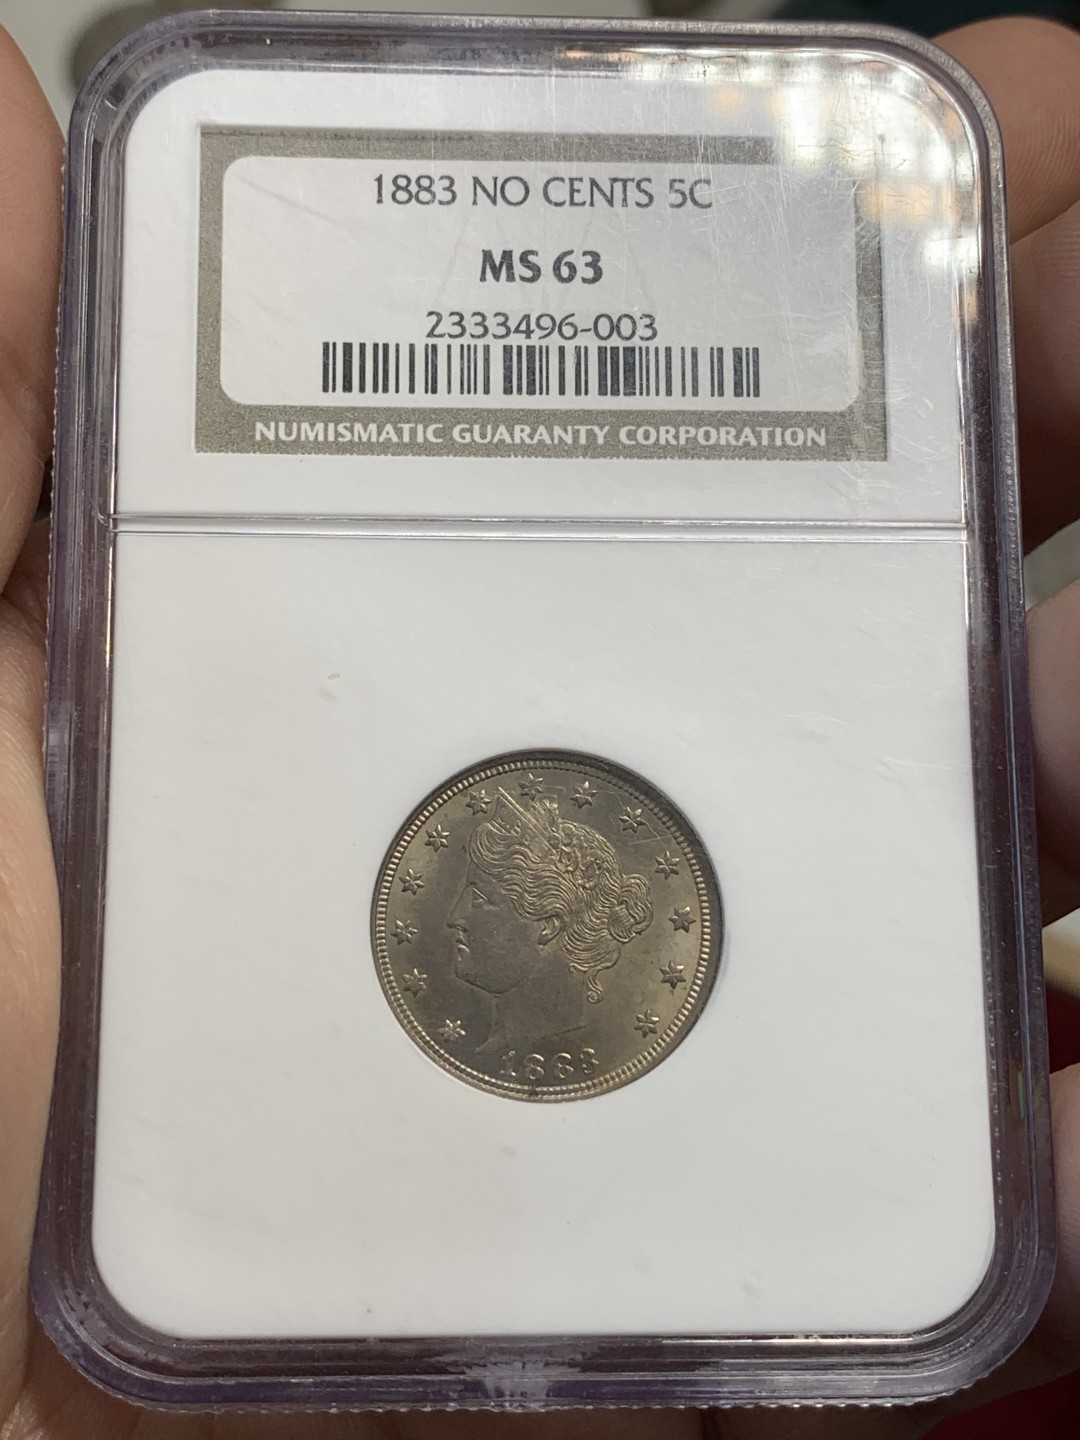 1883 NO CENTS 5C
MS 63
2333496-003
NUMISMATIC GUARANTY CORPORATION
1883